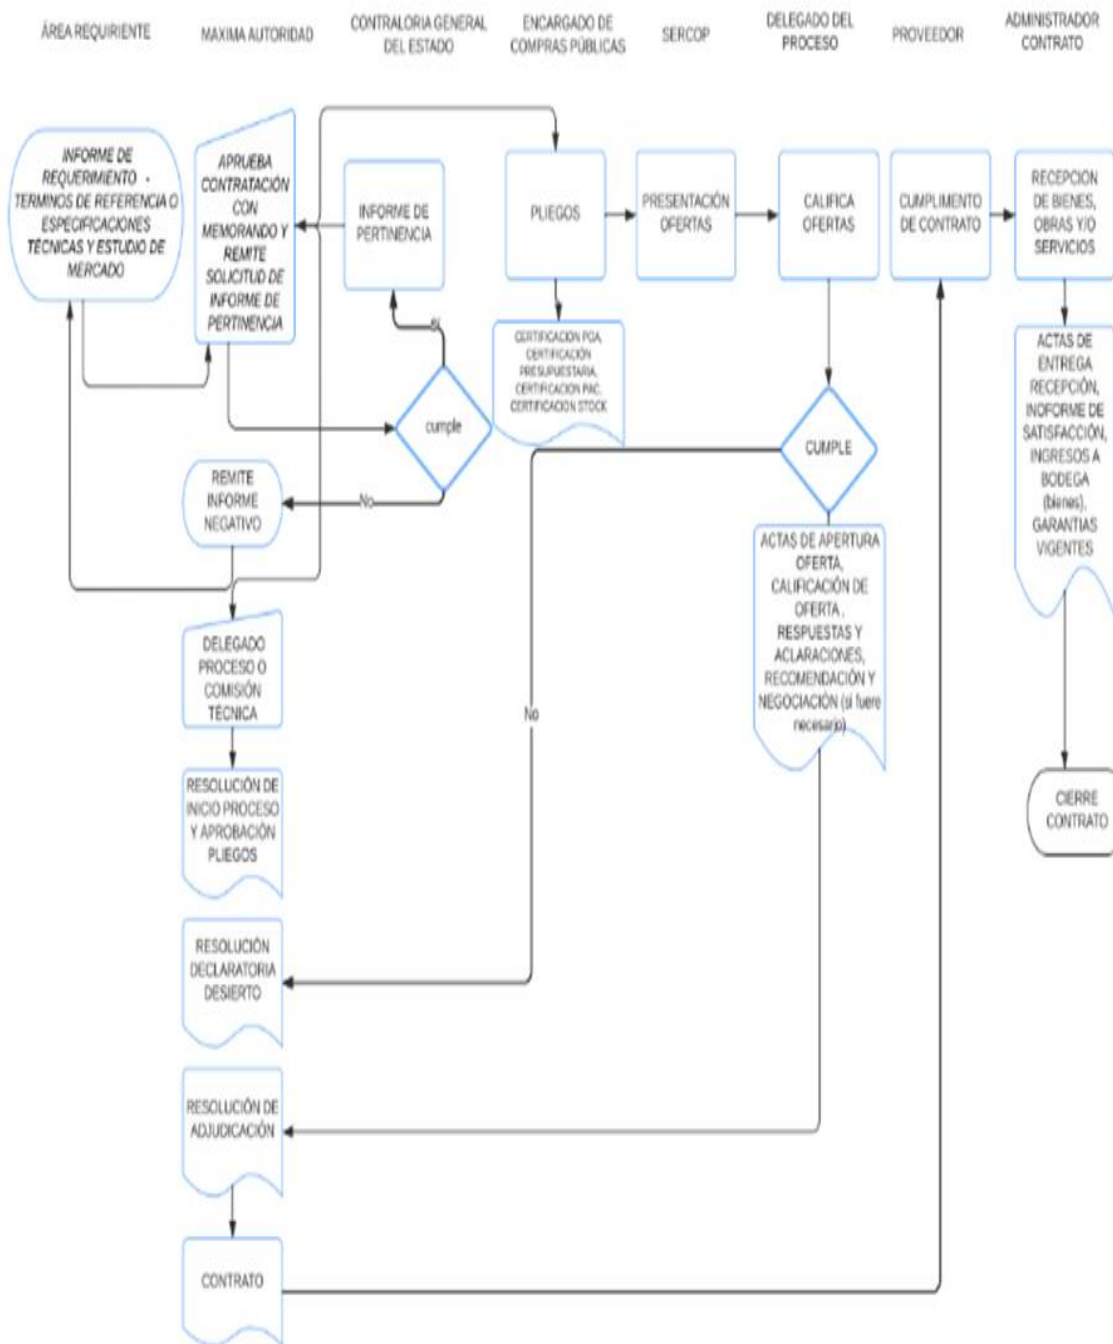 ÁREA REQUIRIENTE
MAXIMA AUTORIDAD
CONTRALORIA GENERAL
DEL ESTADO
ENCARGADO DE
COMPRAS PÚBLICAS
SERCOP
DELEGADO DEL
PROCESO
PROVEEDOR
ADMINISTRADOR
CONTRATO
INFORME DE
REQUERIMIENTO -
TERMINOS DE REFERENCIA O
ESPECIFICACIONES
TÉCNICAS Y ESTUDIO DE
MERCADO
APRUEBA
CONTRATACIÓN
CON
MEMORANDO Y
REMITE
SOLICITUD DE
INFORME DE
PERTINENCIA
INFORME DE
PERTINENCIA
PLIEGOS
PRESENTACIÓN
OFERTAS
CALIFICA
OFERTAS
CUMPLIMENTO
DE CONTRATO
RECEPCION
DE BIENES,
OBRAS Y/O
SERVICIOS
SI
cumple
No
CERTIFICACION POA,
CERTIFICACIÓN
PRESUPUESTARIA,
CERTIFICACION PAC,
CERTIFICACION STOCK
CUMPLE
ACTAS DE
ENTREGA
RECEPCIÓN,
INOFORME DE
SATISFACCIÓN,
INGRESOS A
BODEGA
(bienes),
GARANTIAS
VIGENTES
REMITE
INFORME
NEGATIVO
ACTAS DE APERTURA
OFERTA,
CALIFICACIÓN DE
OFERTA .
RESPUESTAS Y
ACLARACIONES,
RECOMENDACIÓN Y
NEGOCIACIÓN (si fuere
necesario)
DELEGADO
PROCESO O
COMISIÓN
TÉCNICA
No
RESOLUCIÓN DE
INICIO PROCESO
Y APROBACIÓN
PLIEGOS
CIERRE
CONTRATO
RESOLUCIÓN
DECLARATORIA
DESIERTO
RESOLUCIÓN DE
ADJUDICACIÓN
CONTRATO